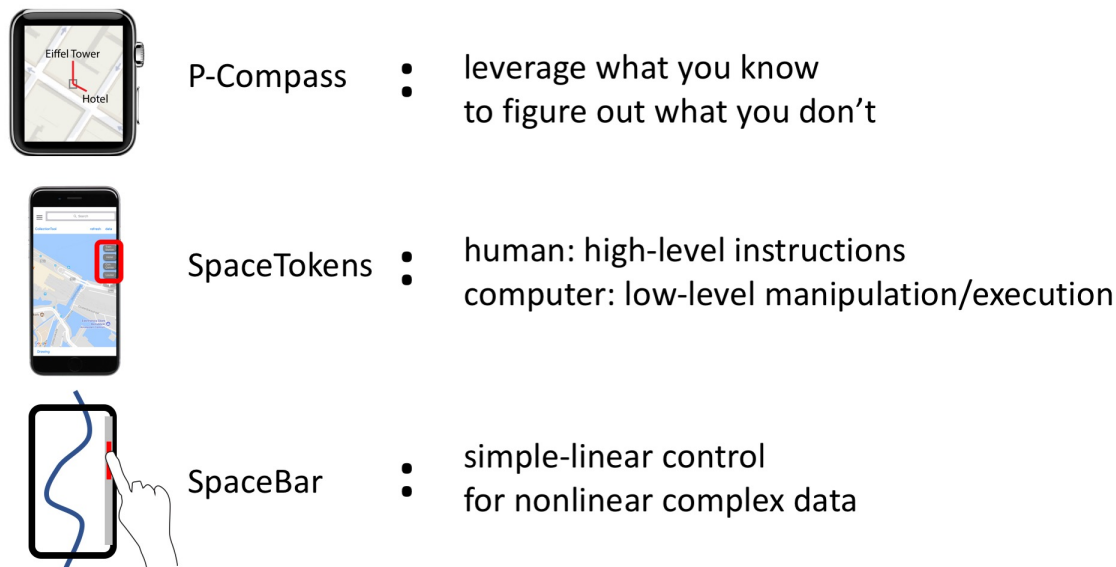 Eiffel Tower
Hotel
P-Compass : leverage what you know
to figure out what you don’t
Search
SpaceTokens : human: high-level instructions
computer: low-level manipulation/execution
SpaceBar : simple-linear control
for nonlinear complex data